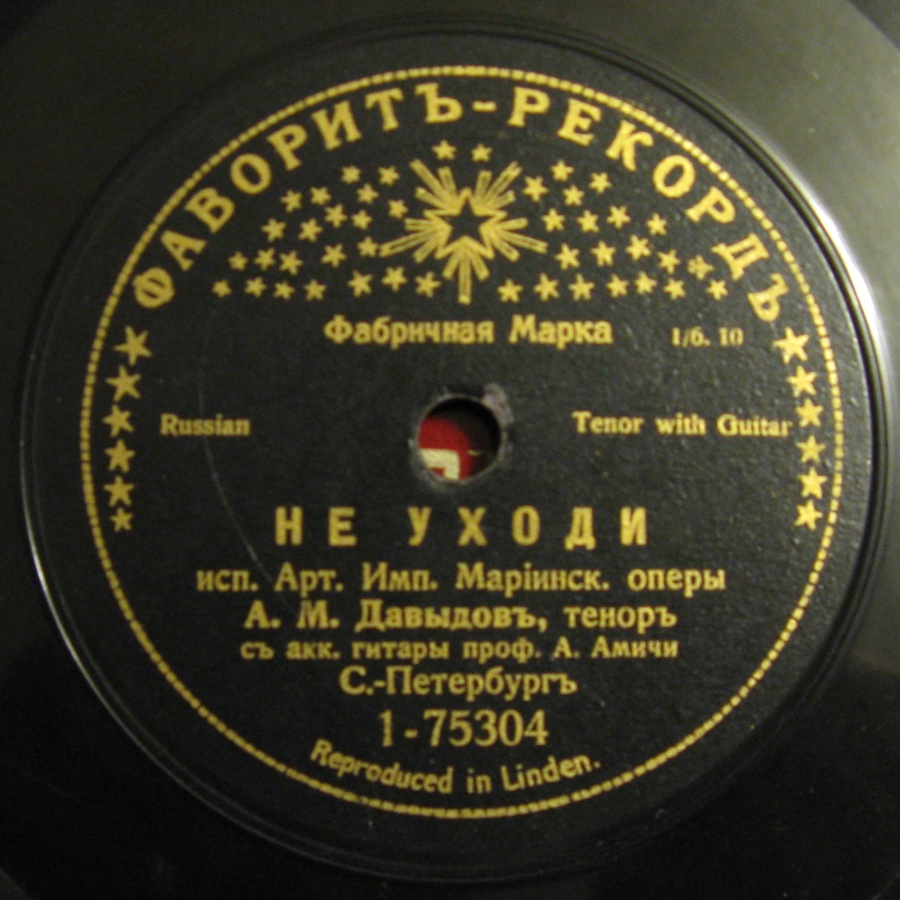 ФАВОРИТЪ-РЕКОРДЪ
Фабричная Марка
1/6. 10
Russian
Tenor with Guitar
НЕ УХОДИ
исп. Арт. Имп. Маріинск. оперы
А. М. Давыдовъ, теноръ
съ акк. гитары проф. А. Амичи
С.-Петербургъ
1-75304
Reproduced in Linden.